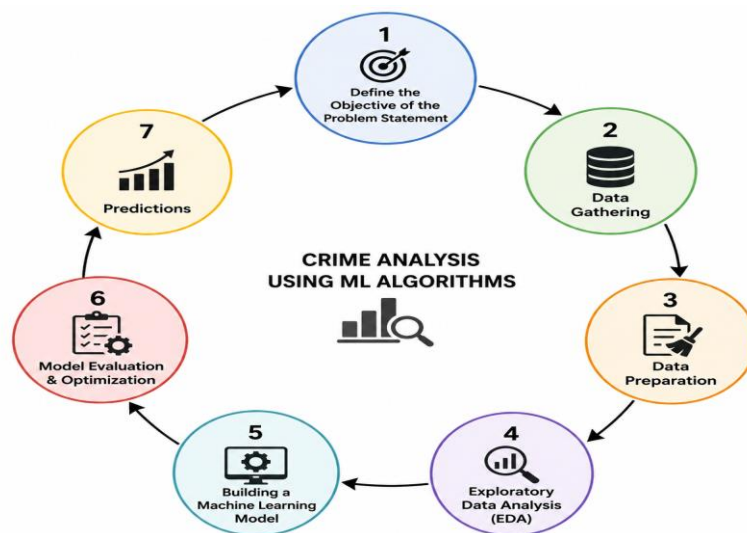 1
Define the
Objective of the
Problem Statement
2
Data
Gathering
3
Data
Preparation
4
Exploratory
Data Analysis
(EDA)
5
Building a
Machine Learning
Model
6
Model Evaluation
& Optimization
7
Predictions
CRIME ANALYSIS
USING ML ALGORITHMS